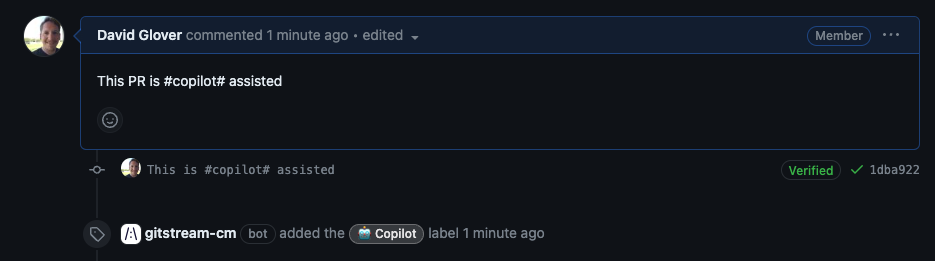 David Glover commented 1 minute ago • edited
Member
This PR is #copilot# assisted
This is #copilot# assisted
Verified
1dba922
/:\ gitstream-cm bot added the 🤖 Copilot label 1 minute ago